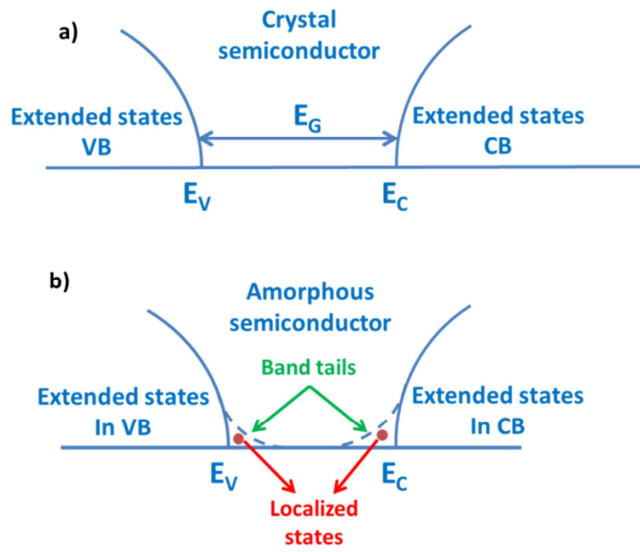 a)
Crystal
semiconductor
Extended states
VB
E_G
Extended states
CB
E_V
E_C
b)
Amorphous
semiconductor
Band tails
Extended states
In VB
Extended states
In CB
E_V
E_C
Localized
states